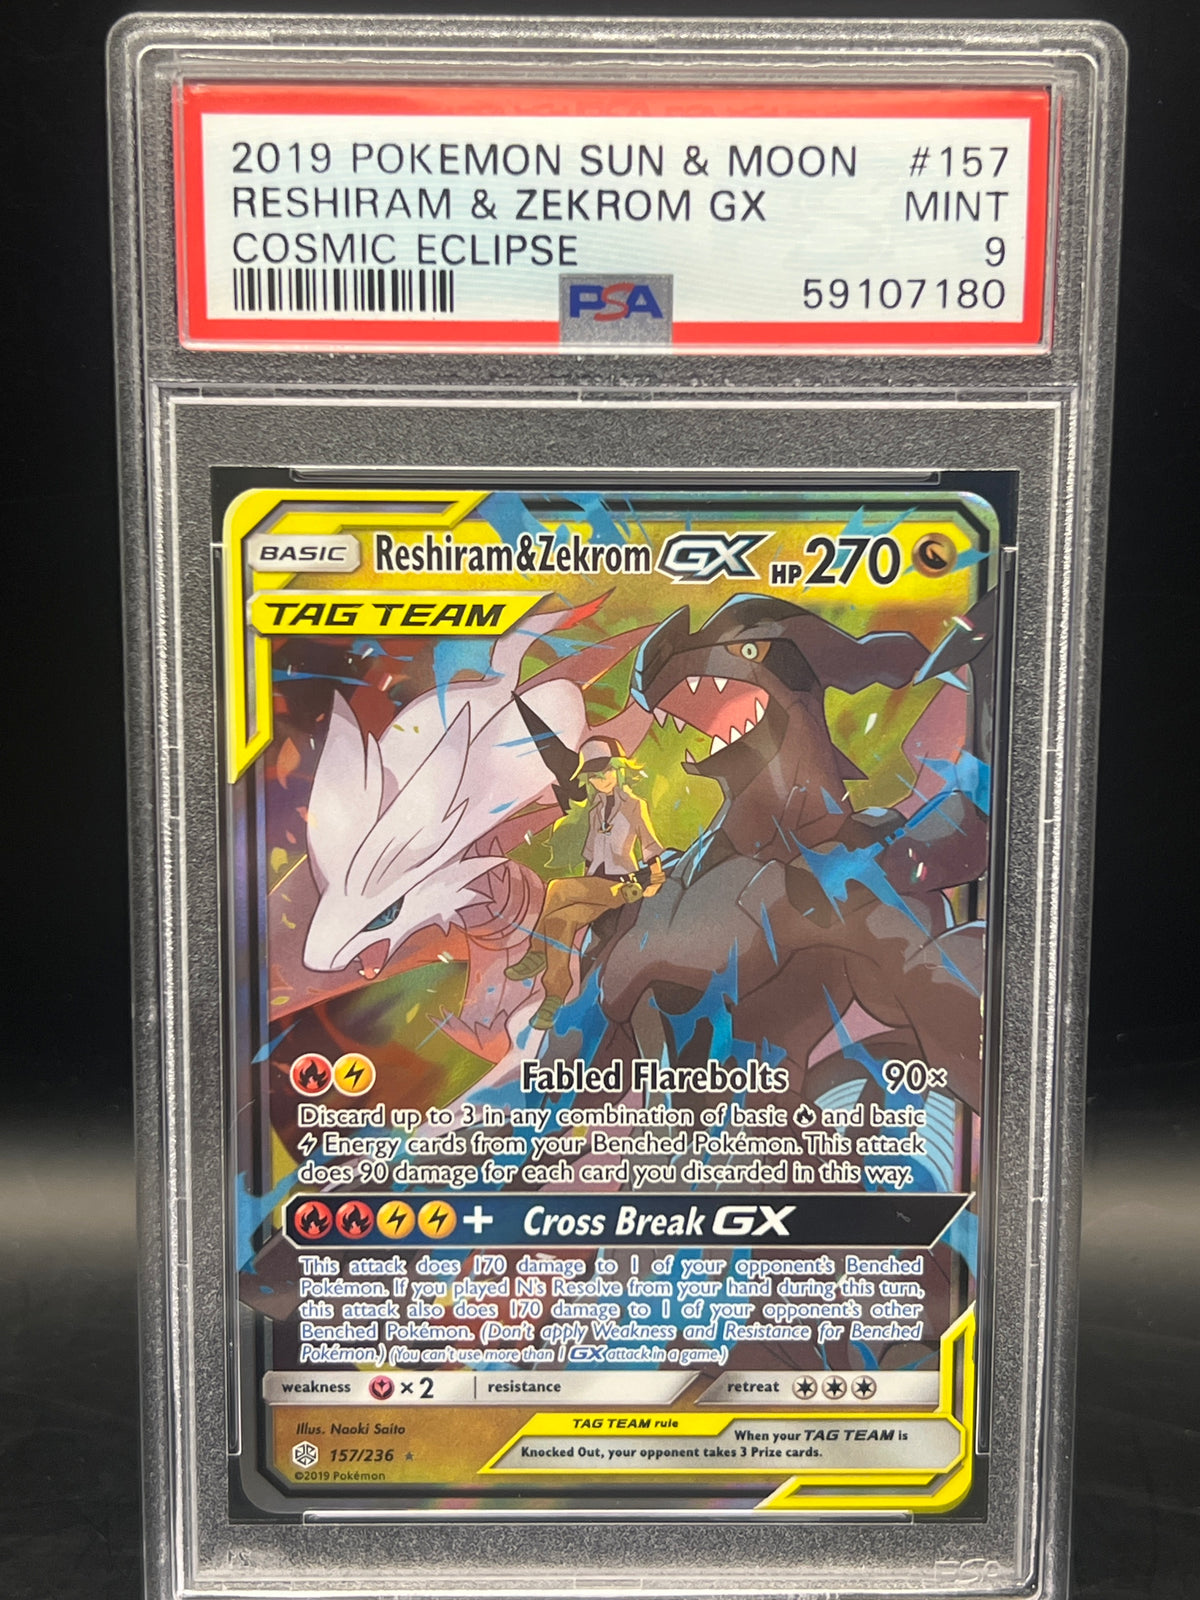 2019 POKEMON SUN & MOON #157
RESHIRAM & ZEKROM GX MINT
COSMIC ECLIPSE 9
PSA 59107180
BASIC Reshiram&Zekrom GX HP 270
TAG TEAM
Fabled Flarebolts 90×
Discard up to 3 in any combination of basic and basic
Energy cards from your Benched Pokémon. This attack
does 90 damage for each card you discarded in this way.
+ Cross Break GX
This attack does 170 damage to 1 of your opponent's Benched
Pokémon. If you played N's Resolve from your hand during this turn,
this attack also does 170 damage to 1 of your opponent's other
Benched Pokémon. (Don't apply Weakness and Resistance for Benched
Pokémon.) (You can't use more than 1 GX attack in a game.)
weakness ×2 resistance retreat
Illus. Naoki Saito
TAG TEAM rule
When your TAG TEAM is
Knocked Out, your opponent takes 3 Prize cards.
157/236
©2019 Pokémon
PSA